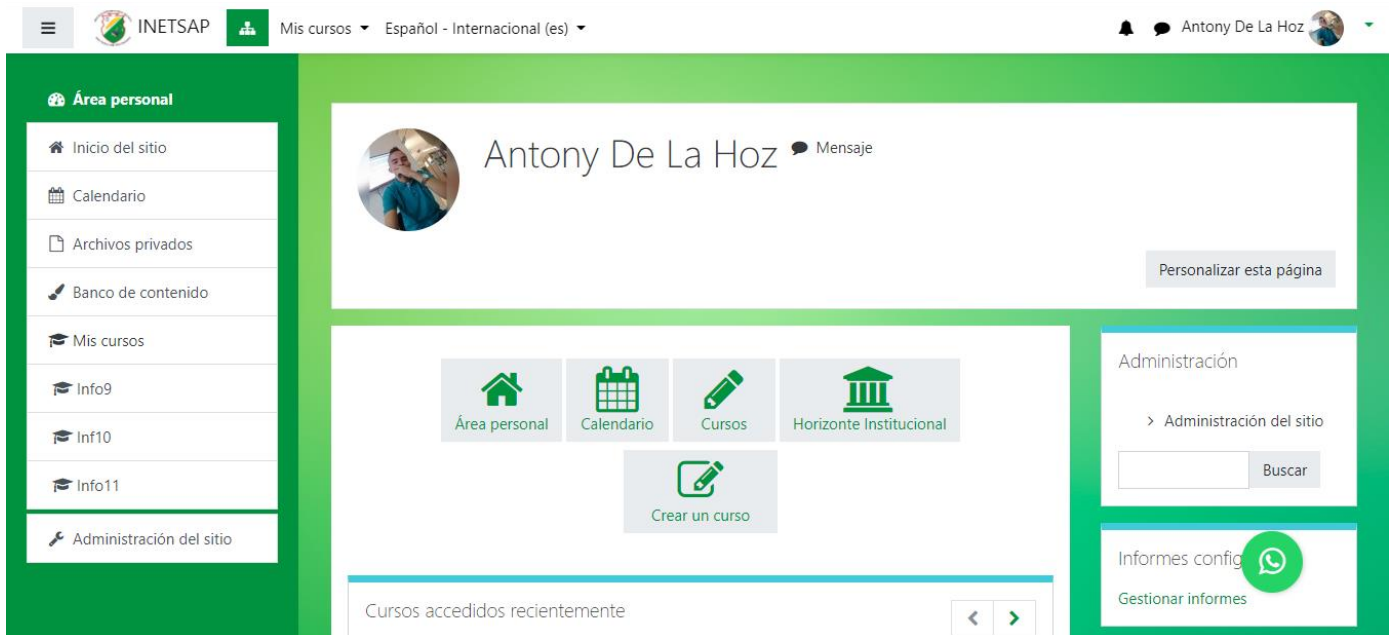 INETSAP
Mis cursos
Español - Internacional (es)
Antony De La Hoz
Área personal
Inicio del sitio
Calendario
Archivos privados
Banco de contenido
Mis cursos
Info9
Inf10
Info11
Administración del sitio
Antony De La Hoz
Mensaje
Personalizar esta página
Área personal
Calendario
Cursos
Horizonte Institucional
Crear un curso
Cursos accedidos recientemente
Administración
Administración del sitio
Buscar
Informes config
Gestionar informes